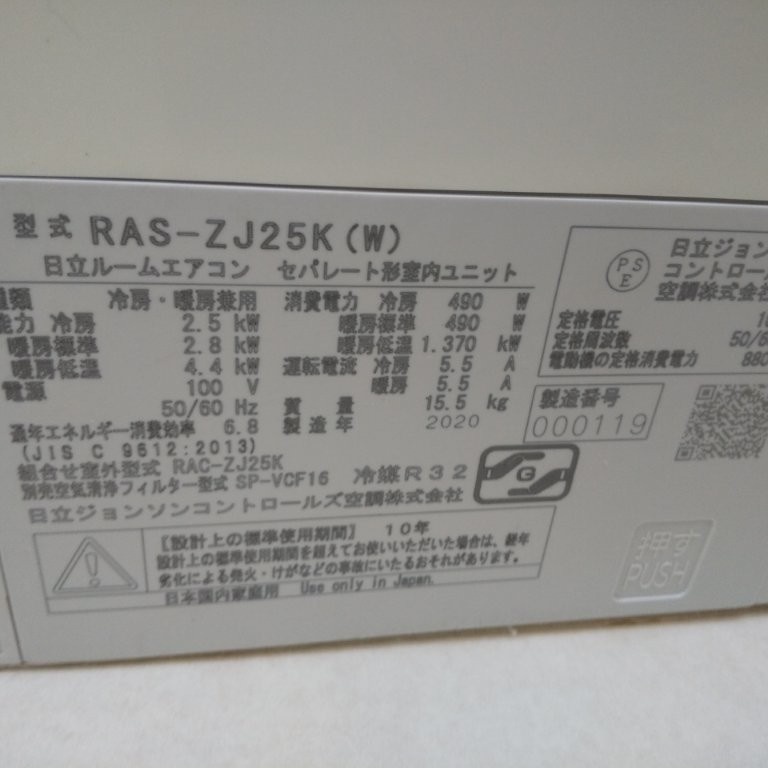 型式 RAS-ZJ25K(W)
日立ルームエアコン セパレート形室内ユニット
種類 冷房・暖房兼用
能力 冷房 2.5 kW
暖房標準 2.8 kW
暖房低温 4.4 kW
電源 100 V
50/60 Hz
通年エネルギー消費効率 6.8
(JIS C 9612:2013)
消費電力 冷房 490 W
暖房標準 490 W
暖房低温 1.370 kW
運転電流 冷房 5.5 A
暖房 5.5 A
質量 15.5 kg
製造年 2020
組合せ室外型式 RAC-ZJ25K
別売空気清浄フィルター型式 SP-VCF16 冷媒R32
G
日立ジョンソンコントロールズ空調株式会社
[設計上の標準使用期間] 10年
設計上の標準使用期間を超えてお使いいただいた場合は、経年
劣化による発火・けがなどの事故にいたるおそれがあります。
日本国内家庭用 Use only in Japan.
PSE
日立ジョン
コントロール
空調株式会社
定格電圧
定格周波数 50/6
電動機の定格消費電力 880
製造番号
000119
押す
PUSH